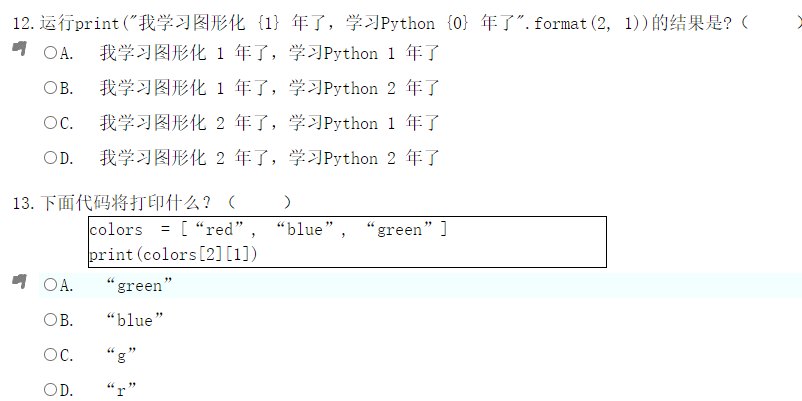 12. 运行print("我学习图形化 {1} 年了，学习Python {0} 年了".format(2, 1))的结果是?（    ）
A. 我学习图形化 1 年了，学习Python 1 年了
B. 我学习图形化 1 年了，学习Python 2 年了
C. 我学习图形化 2 年了，学习Python 1 年了
D. 我学习图形化 2 年了，学习Python 2 年了
13. 下面代码将打印什么？（    ）
colors = [“red”, “blue”, “green”]
print(colors[2][1])
A. “green”
B. “blue”
C. “g”
D. “r”